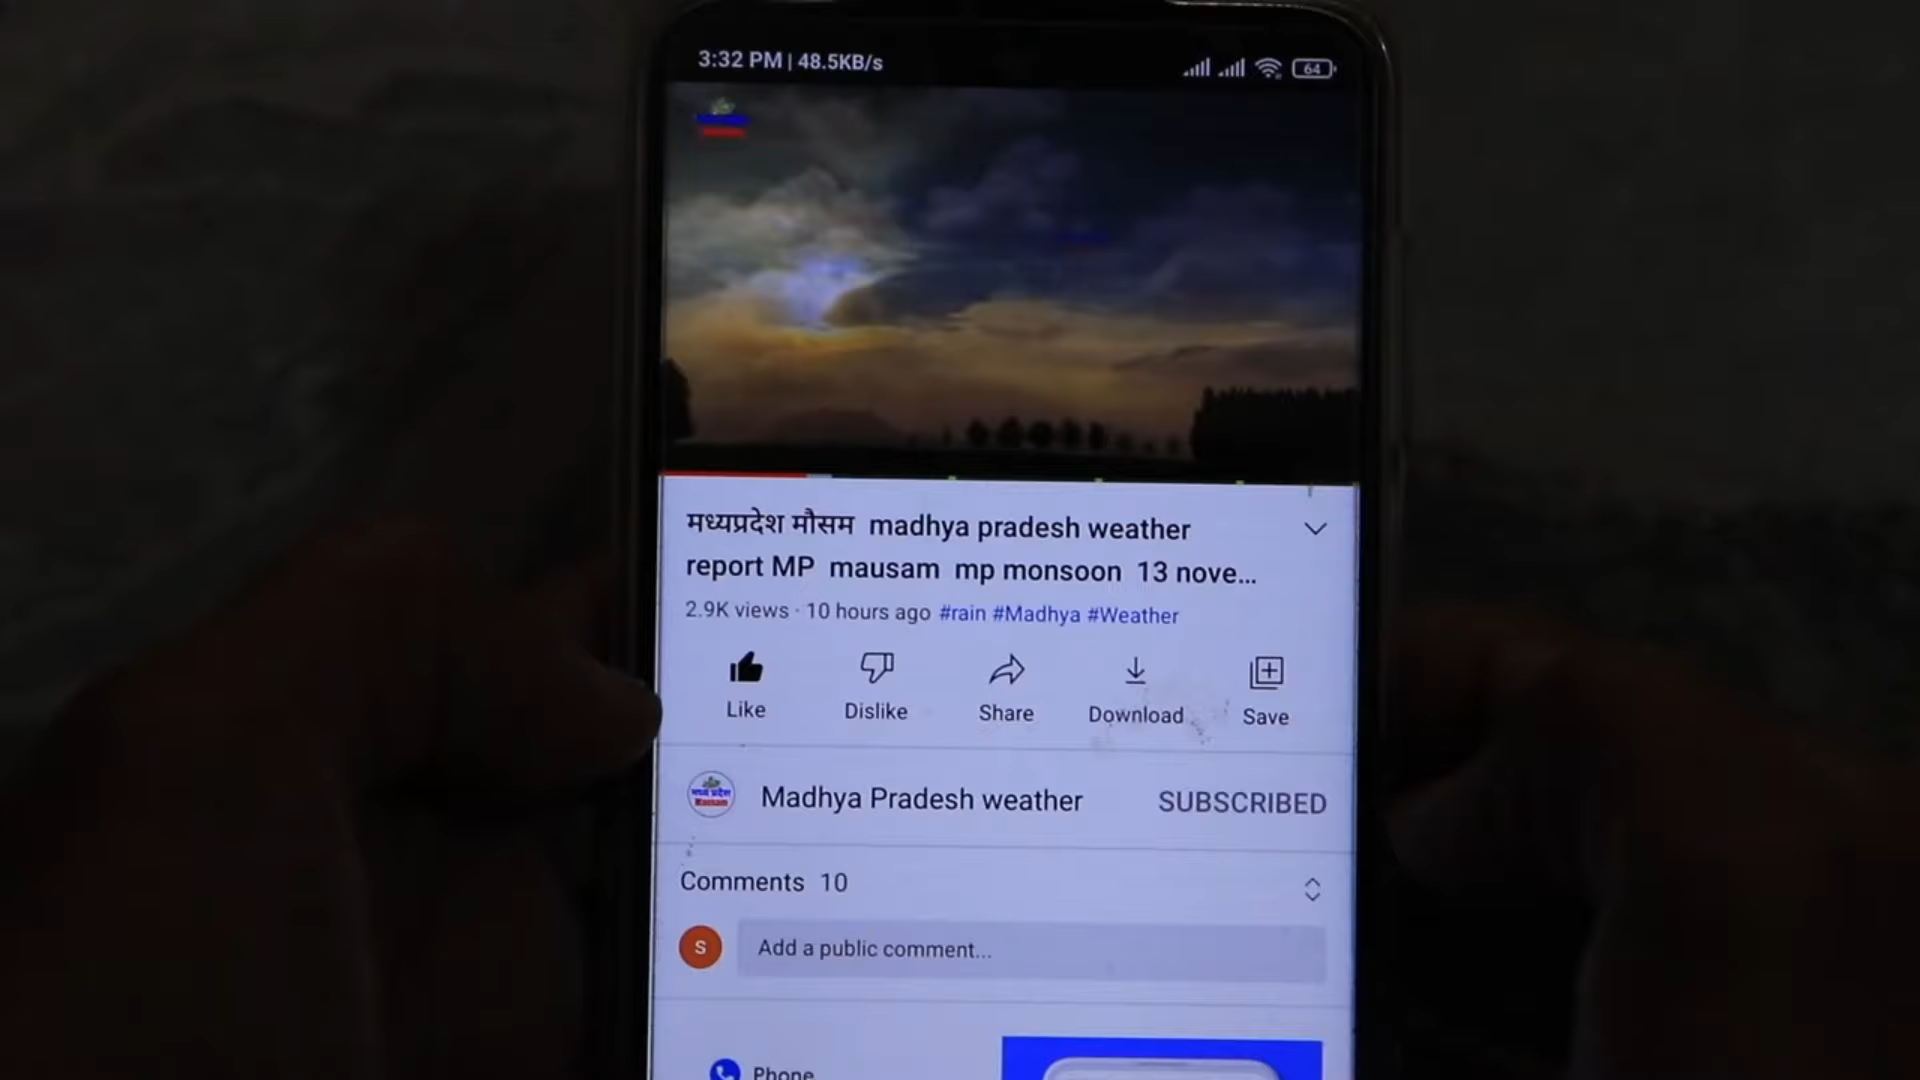 3:32 PM | 48.5KB/s
64
मध्यप्रदेश मौसम madhya pradesh weather
report MP mausam mp monsoon 13 nove...
2.9K views · 10 hours ago #rain #Madhya #Weather
Like Dislike Share Download Save
Madhya Pradesh weather SUBSCRIBED
Comments 10
S Add a public comment...
Phone